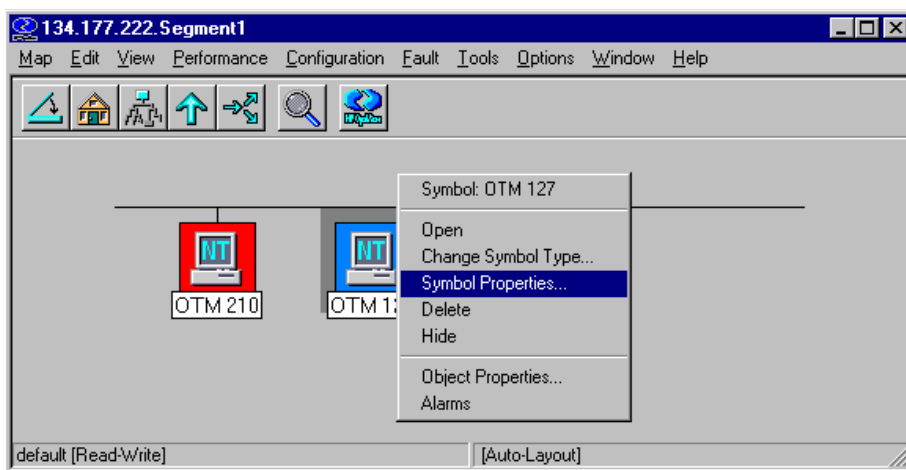 134.177.222.Segment1
Map Edit View Performance Configuration Fault Tools Options Window Help
Symbol: OTM 127
Open
Change Symbol Type...
Symbol Properties...
Delete
Hide
Object Properties...
Alarms
NT
OTM 210
NT
OTM 12
default [Read-Write] [Auto-Layout]